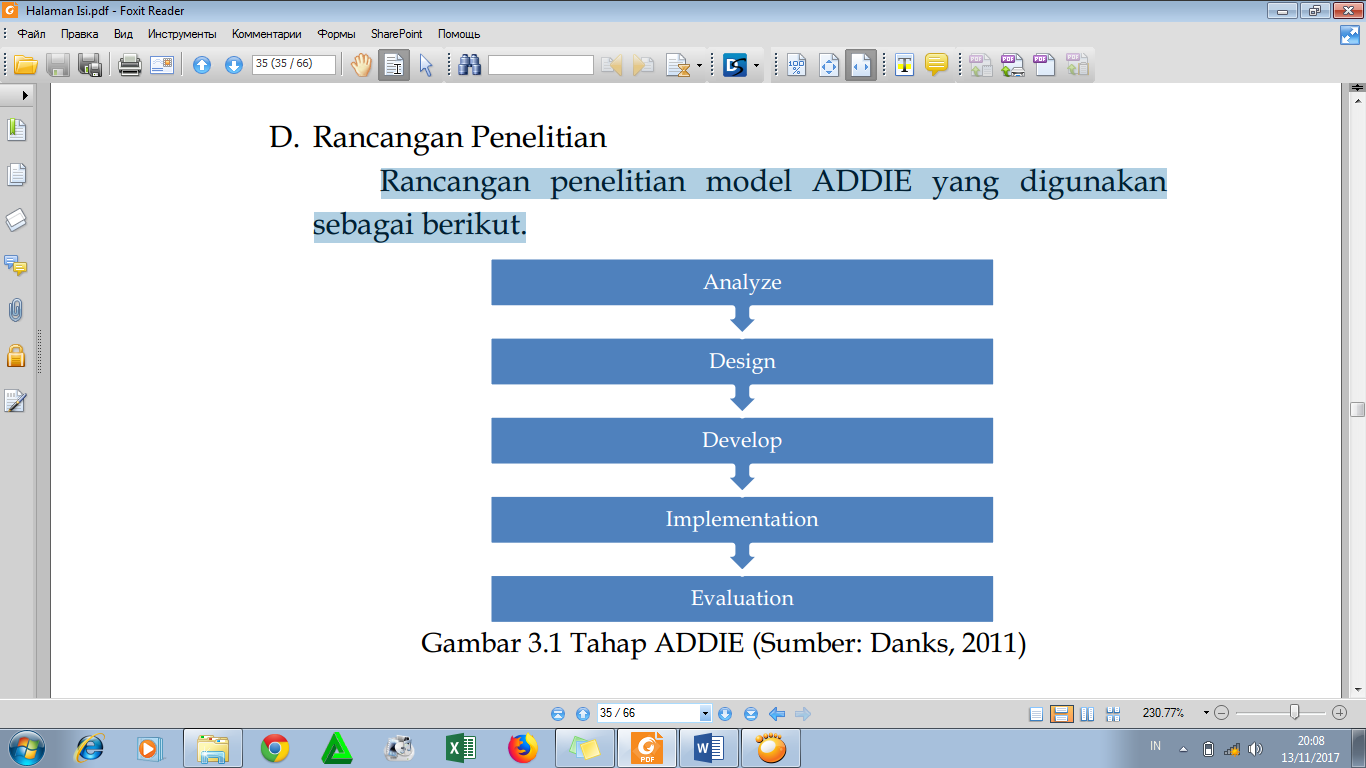 Halaman Isi.pdf - Foxit Reader
Файл Правка Вид Инструменты Комментарии Формы SharePoint Помощь
35 (35 / 66)
D. Rancangan Penelitian
Rancangan penelitian model ADDIE yang digunakan
sebagai berikut.
Analyze
Design
Develop
Implementation
Evaluation
Gambar 3.1 Tahap ADDIE (Sumber: Danks, 2011)
35 / 66
230.77%
IN
20:08
13/11/2017